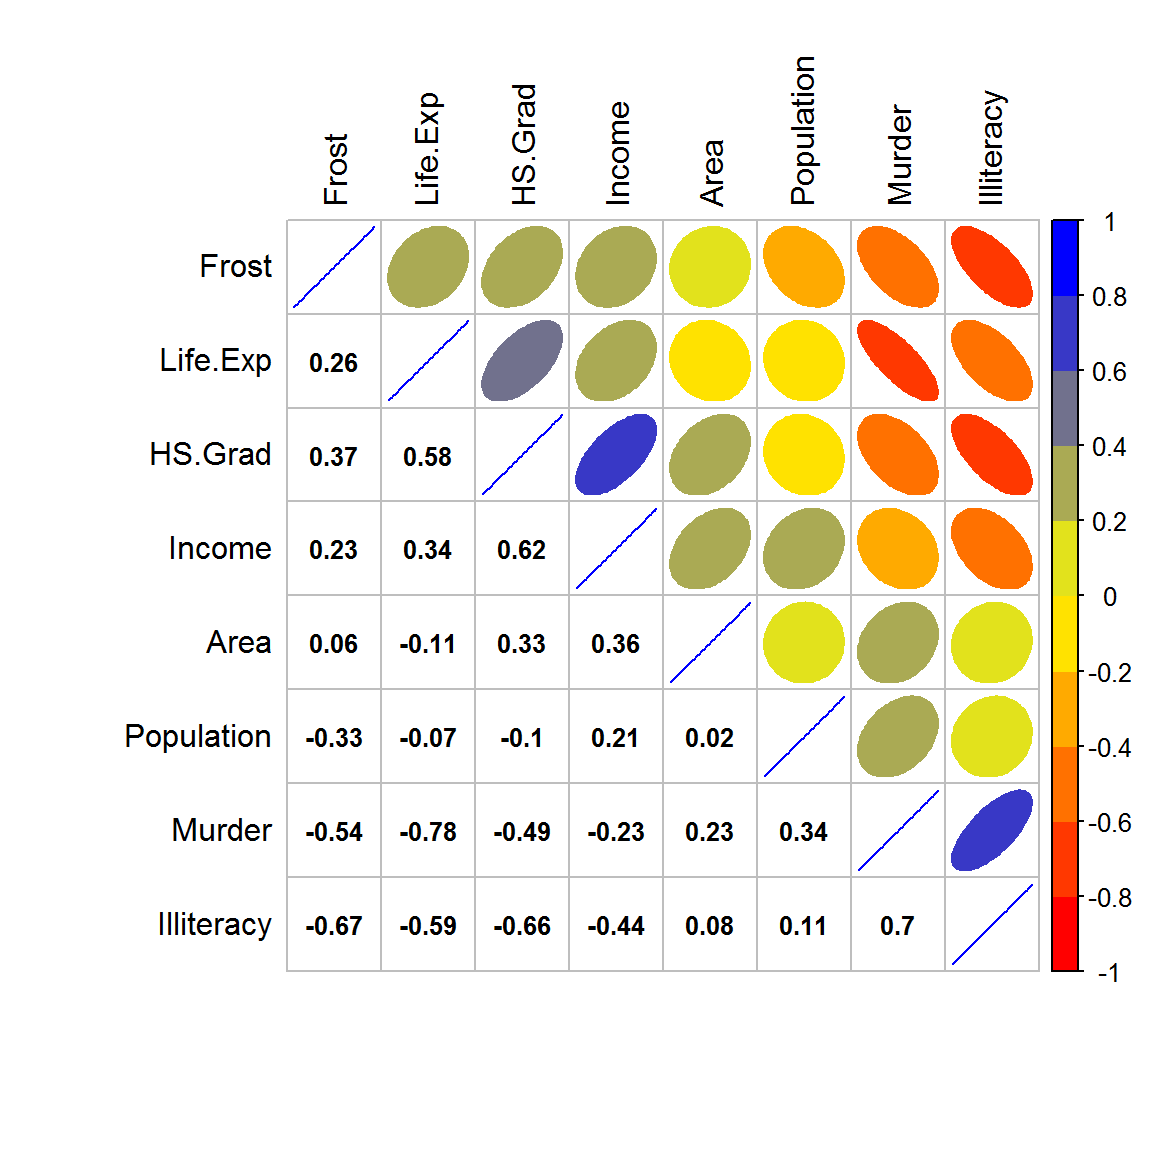 Frost
Life.Exp
HS.Grad
Income
Area
Population
Murder
Illiteracy
Frost
Life.Exp 0.26
HS.Grad 0.37 0.58
Income 0.23 0.34 0.62
Area 0.06 -0.11 0.33 0.36
Population -0.33 -0.07 -0.1 0.21 0.02
Murder -0.54 -0.78 -0.49 -0.23 0.23 0.34
Illiteracy -0.67 -0.59 -0.66 -0.44 0.08 0.11 0.7
1
0.8
0.6
0.4
0.2
0
-0.2
-0.4
-0.6
-0.8
-1